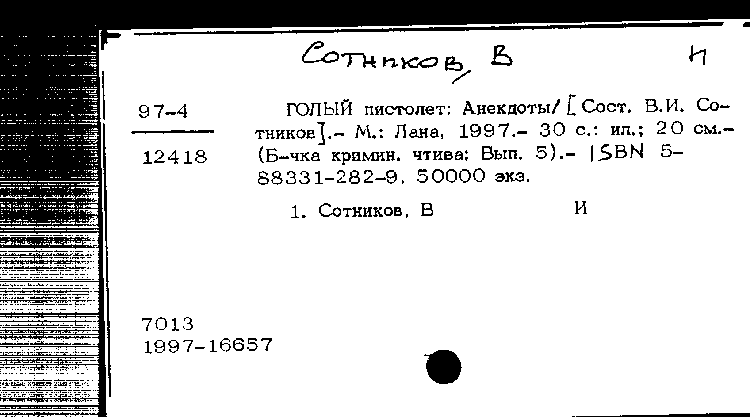 Сотников, В И
97-4
12418
ГОЛЫЙ пистолет: Анекдоты/[Сост. В.И. Со-
тников].- М.: Лана, 1997.- 30 с.: ил.; 20 см.-
(Б-чка кримин. чтива; Вып. 5).- ISBN 5-
88331-282-9. 50000 экз.
1. Сотников, В И
7013
1997-16657